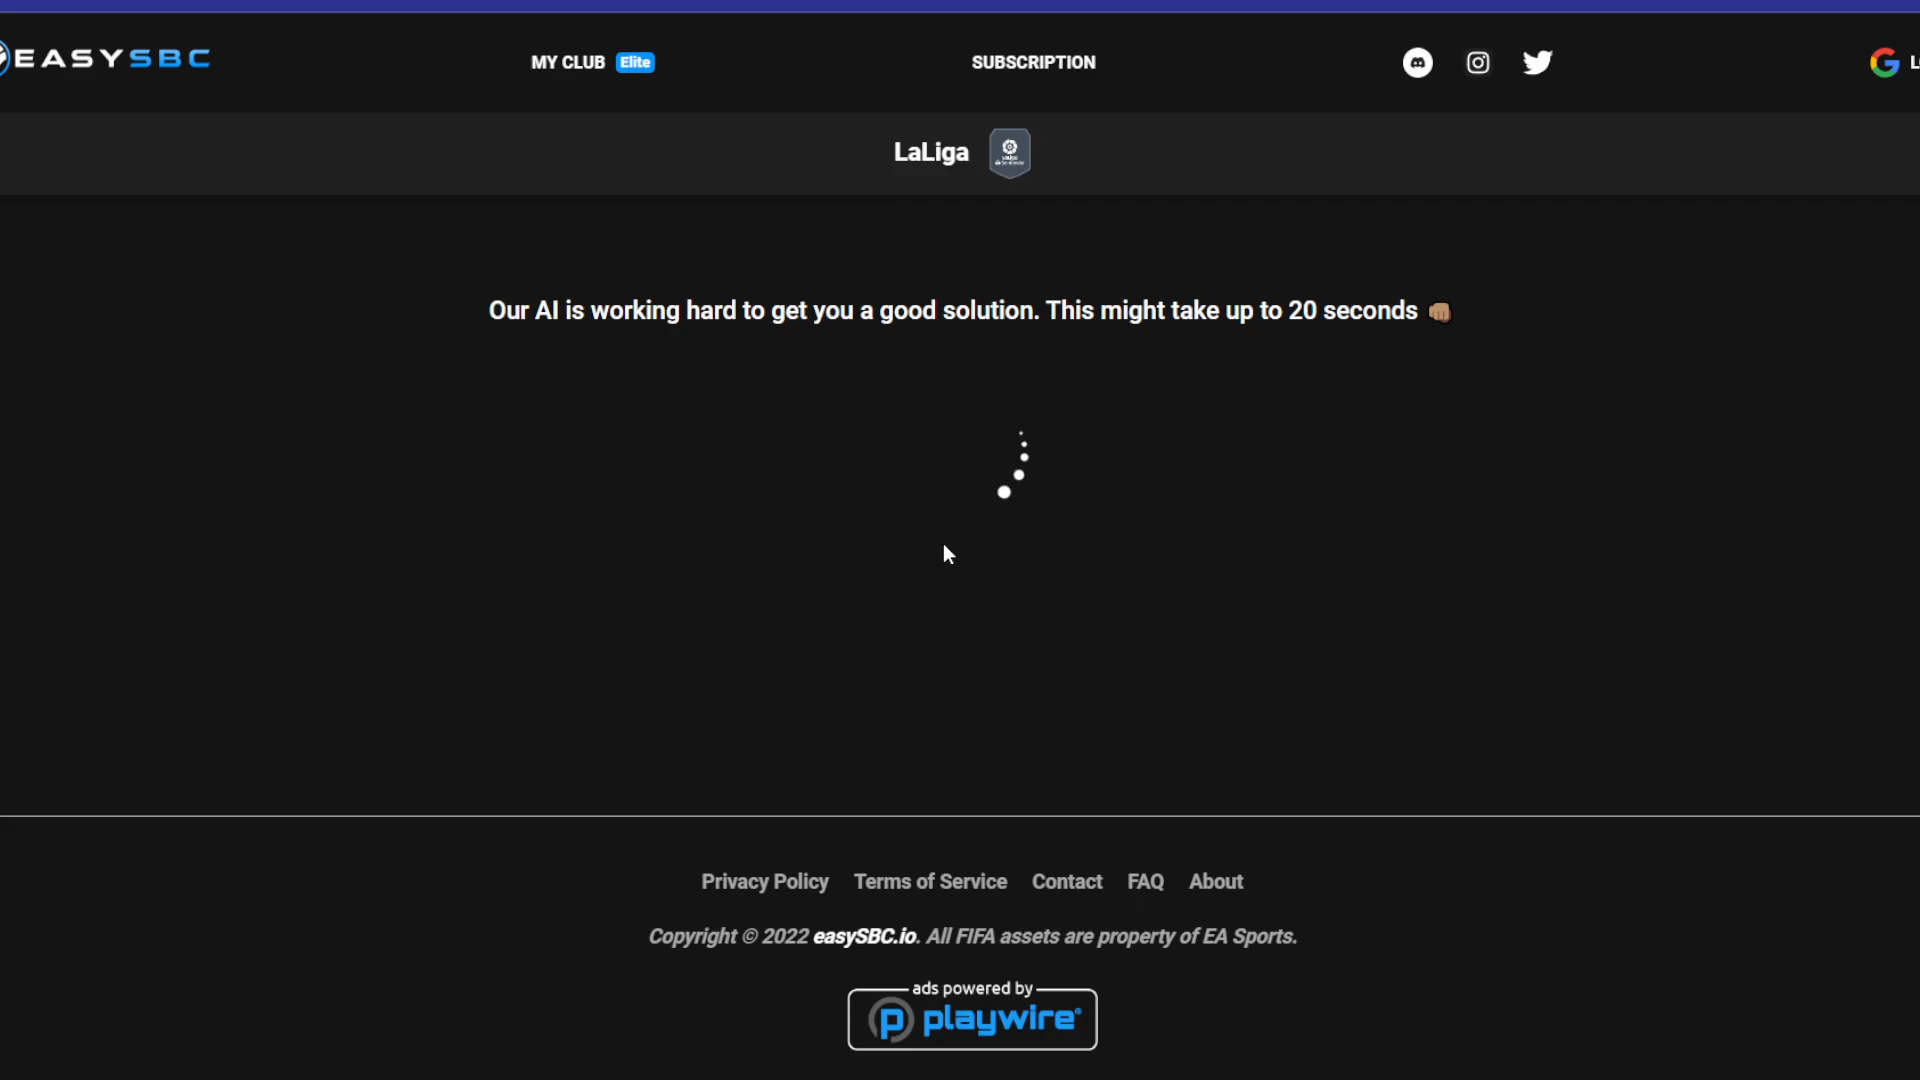 EASYSBC
MY CLUB Elite
SUBSCRIPTION
LaLiga
Our AI is working hard to get you a good solution. This might take up to 20 seconds 👊🏽
Privacy Policy Terms of Service Contact FAQ About
Copyright © 2022 easySBC.io. All FIFA assets are property of EA Sports.
ads powered by
playwire